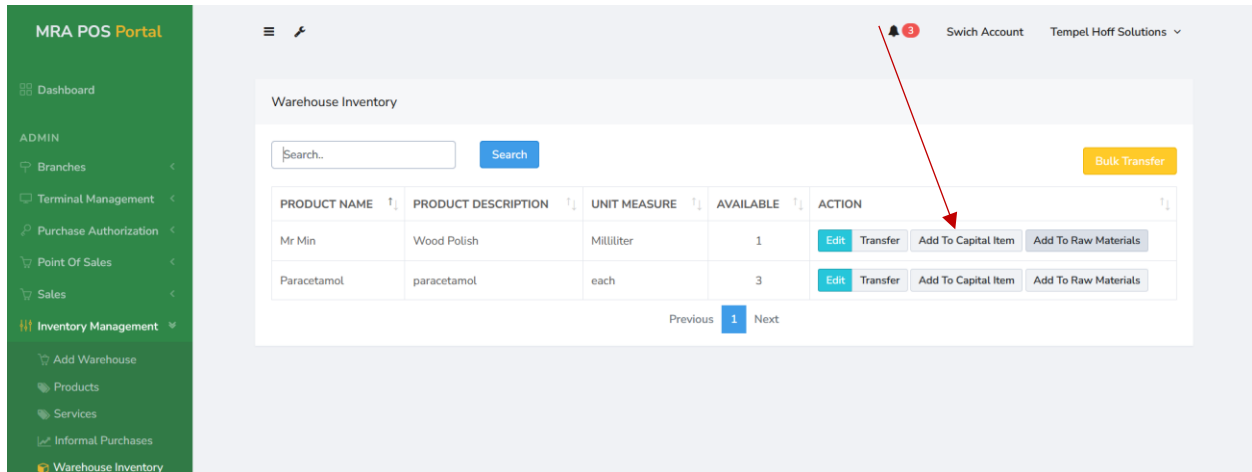 MRA POS Portal
3
Swich Account
Tempel Hoff Solutions
Dashboard
ADMIN
Branches
Terminal Management
Purchase Authorization
Point Of Sales
Sales
Inventory Management
Add Warehouse
Products
Services
Informal Purchases
Warehouse Inventory
Warehouse Inventory
Search..
Search
Bulk Transfer
PRODUCT NAME PRODUCT DESCRIPTION UNIT MEASURE AVAILABLE ACTION
Mr Min Wood Polish Milliliter 1 Edit Transfer Add To Capital Item Add To Raw Materials
Paracetamol paracetamol each 3 Edit Transfer Add To Capital Item Add To Raw Materials
Previous 1 Next